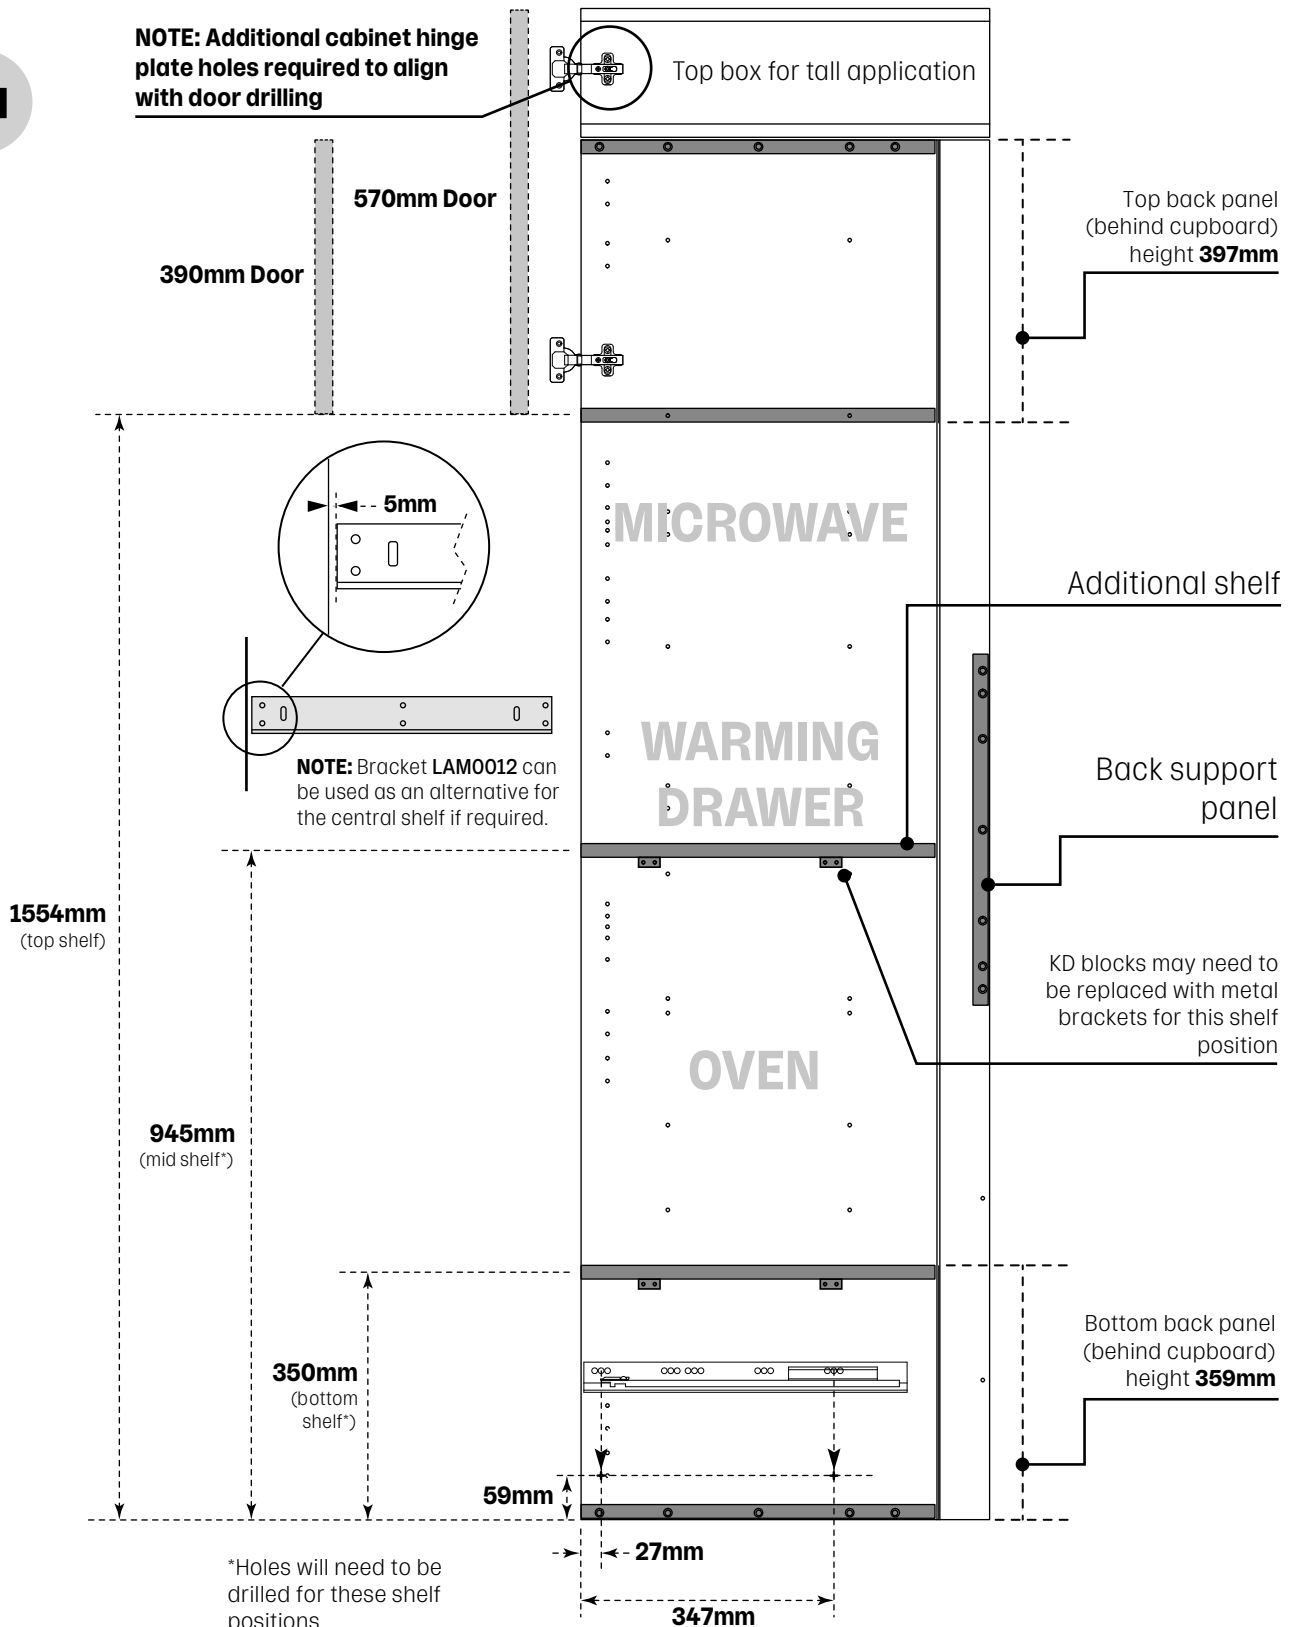 NOTE: Additional cabinet hinge
plate holes required to align
with door drilling
Top box for tall application
570mm Door
390mm Door
Top back panel
(behind cupboard)
height 397mm
5mm
MICROWAVE
Additional shelf
NOTE: Bracket LAM0012 can
be used as an alternative for
the central shelf if required.
WARMING
DRAWER
Back support
panel
1554mm
(top shelf)
KD blocks may need to
be replaced with metal
brackets for this shelf
position
OVEN
945mm
(mid shelf*)
350mm
(bottom
shelf*)
Bottom back panel
(behind cupboard)
height 359mm
59mm
27mm
*Holes will need to be
drilled for these shelf
positions
347mm